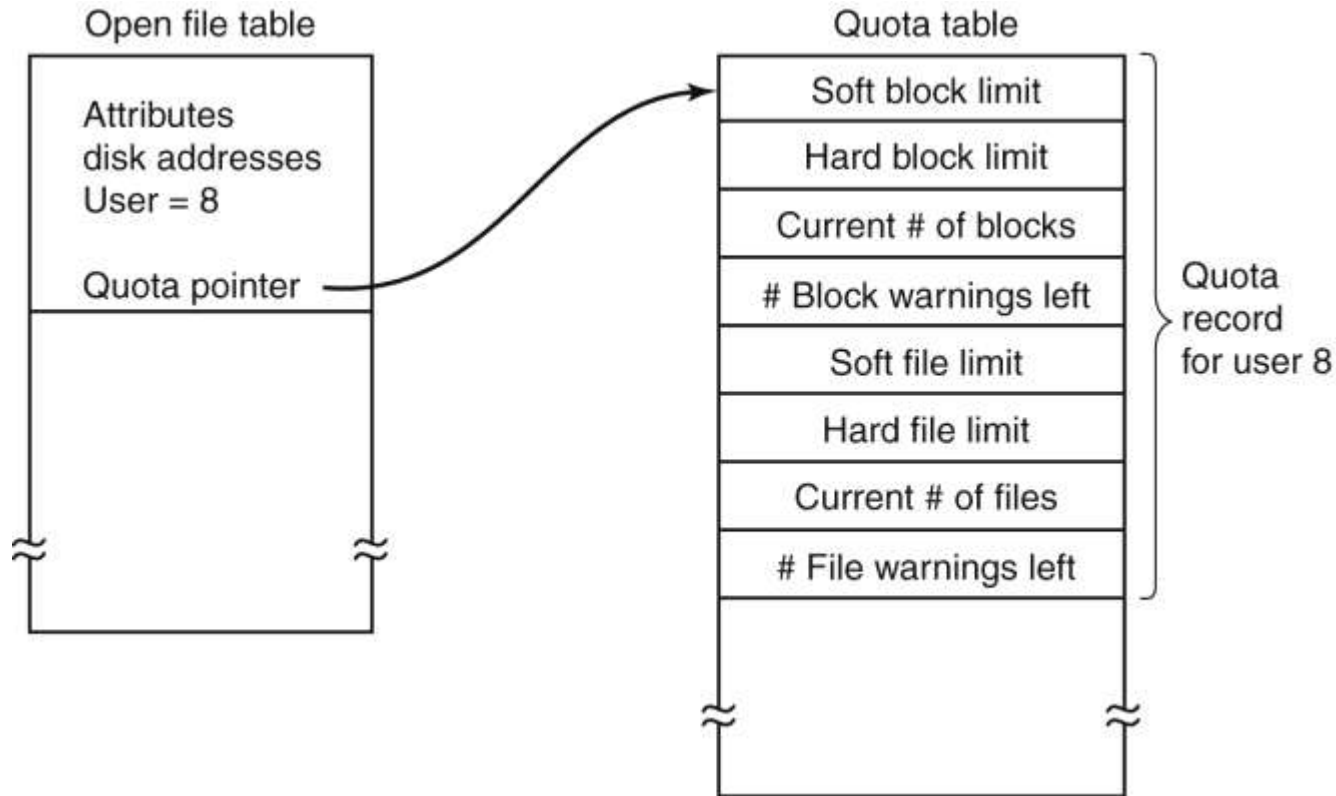 Open file table
Attributes
disk addresses
User = 8
Quota pointer
Quota table
Soft block limit
Hard block limit
Current # of blocks
# Block warnings left
Soft file limit
Hard file limit
Current # of files
# File warnings left
Quota
record
for user 8